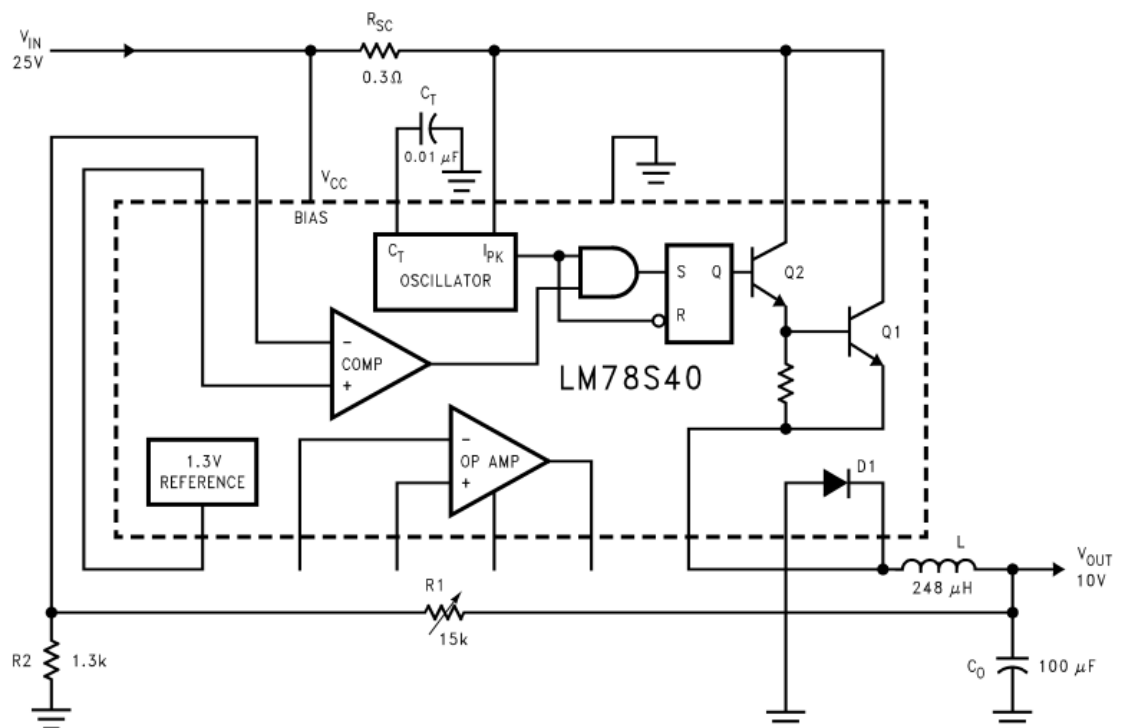 V_IN
25V
R_SC
0.3Ω
C_T
0.01 μF
V_CC
BIAS
C_T
I_PK
OSCILLATOR
S
Q
R
Q2
Q1
−
COMP
+
LM78S40
1.3V
REFERENCE
−
OP AMP
+
D1
L
248 μH
V_OUT
10V
R1
15k
R2
1.3k
C_O
100 μF